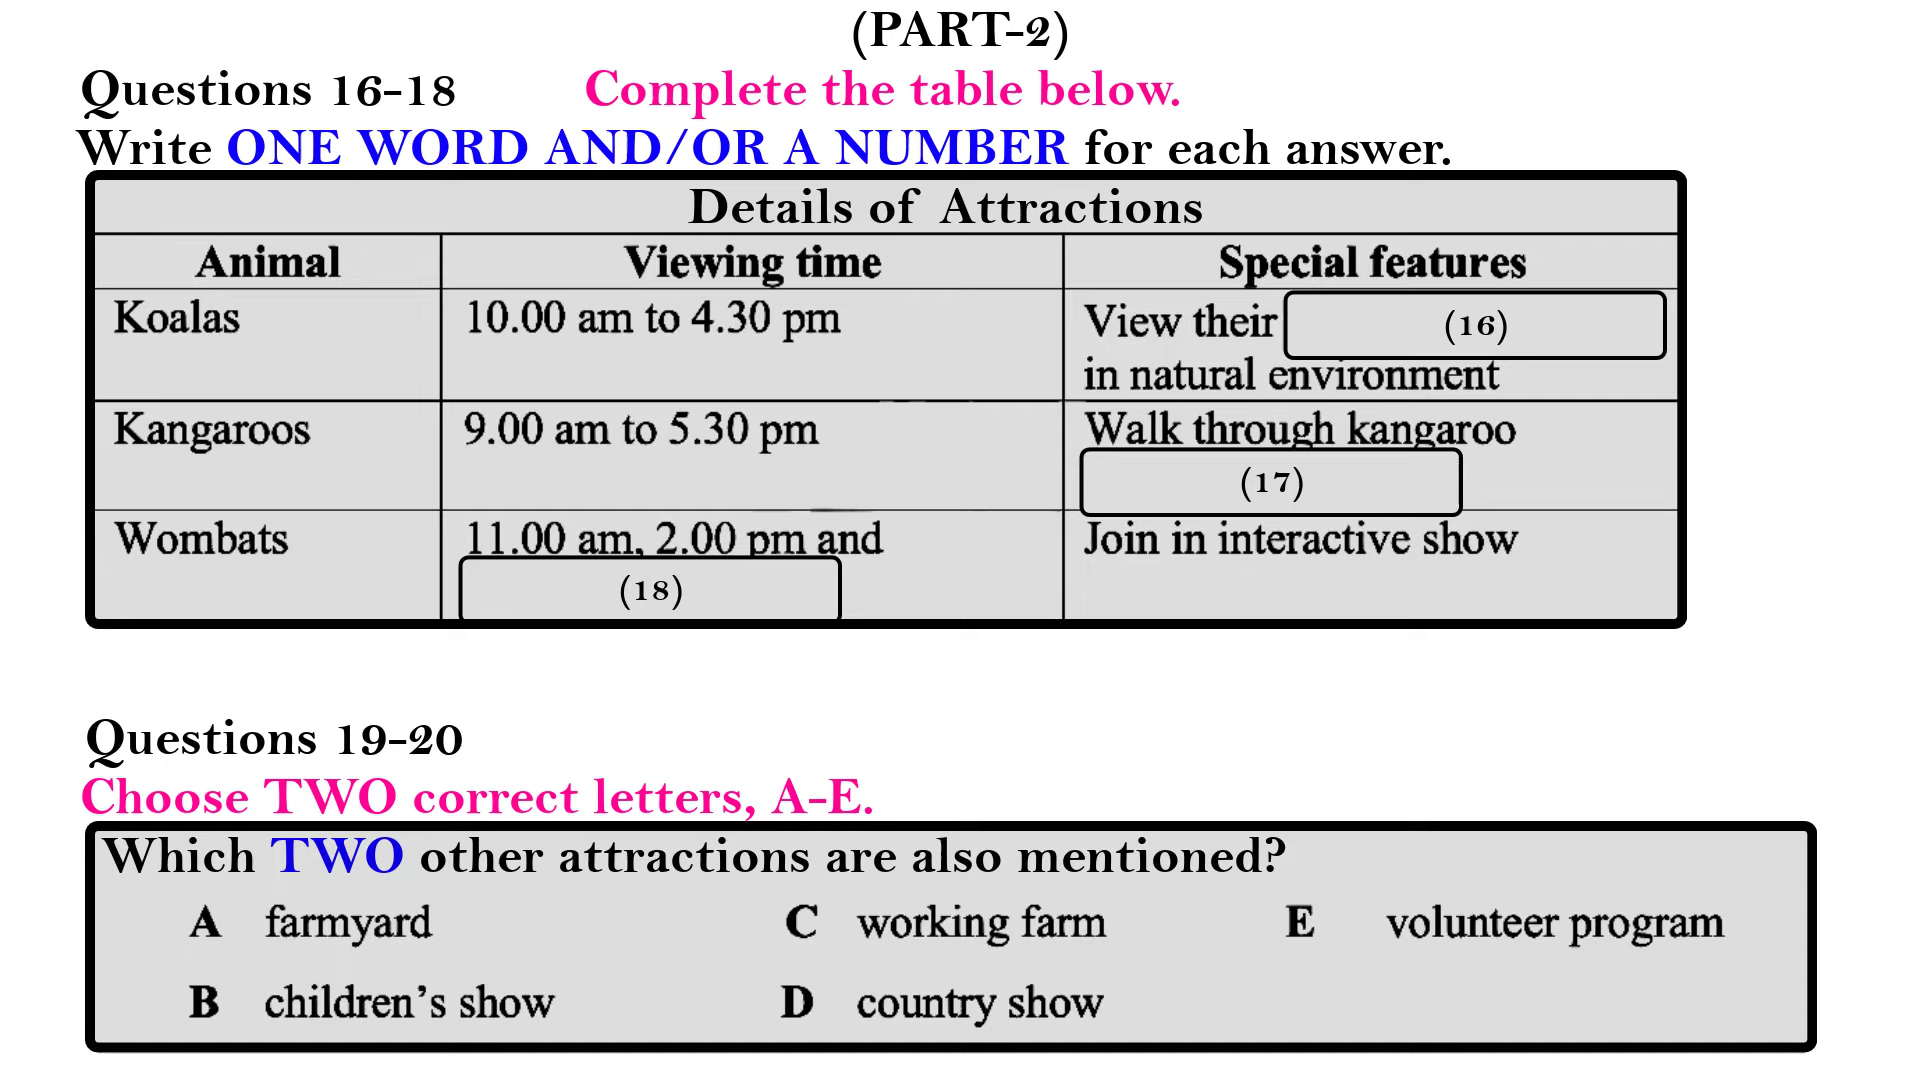 (PART-2)
Questions 16-18 Complete the table below.
Write ONE WORD AND/OR A NUMBER for each answer.
Details of Attractions
Animal Viewing time Special features
Koalas 10.00 am to 4.30 pm View their (16)
in natural environment
Kangaroos 9.00 am to 5.30 pm Walk through kangaroo
(17)
Wombats 11.00 am, 2.00 pm and Join in interactive show
(18)
Questions 19-20
Choose TWO correct letters, A-E.
Which TWO other attractions are also mentioned?
A farmyard C working farm E volunteer program
B children's show D country show